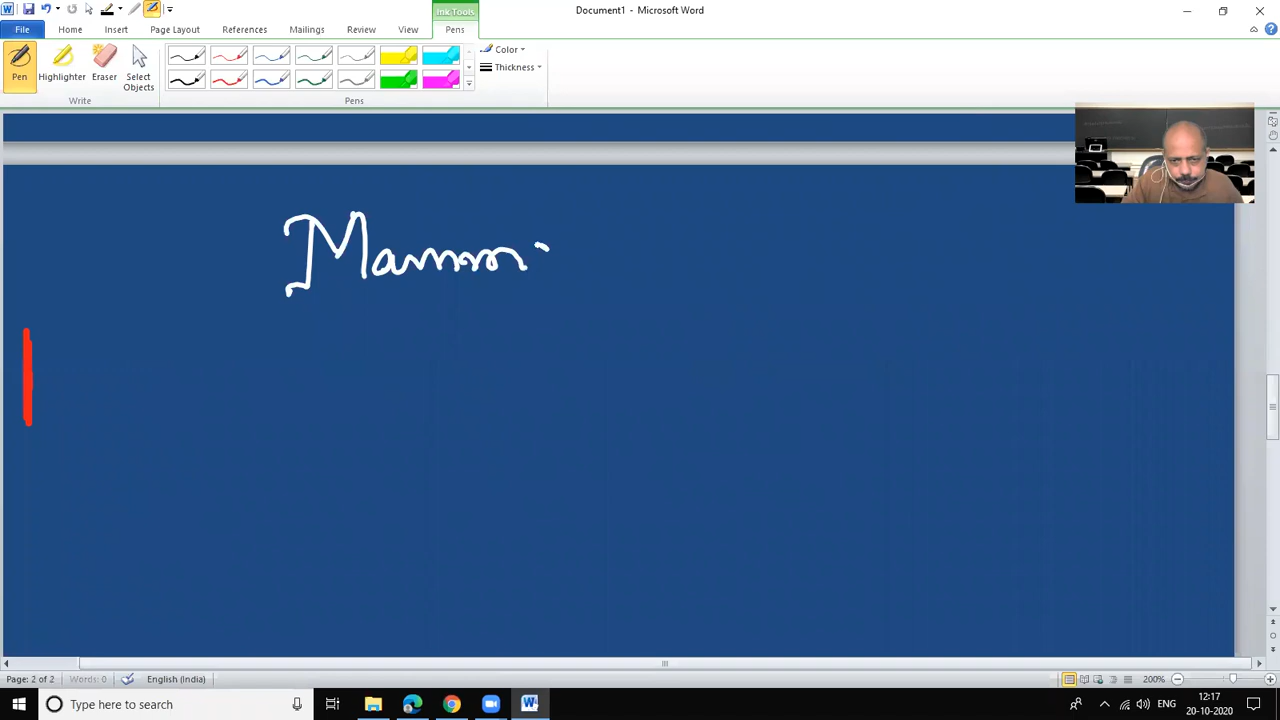 Document1 - Microsoft Word
Ink Tools
File Home Insert Page Layout References Mailings Review View Pens
Pen Highlighter Eraser Select Objects
Color
Thickness
Write Pens
Page: 2 of 2 Words: 0 English (India) 200%
Type here to search ENG 12:17
20-10-2020